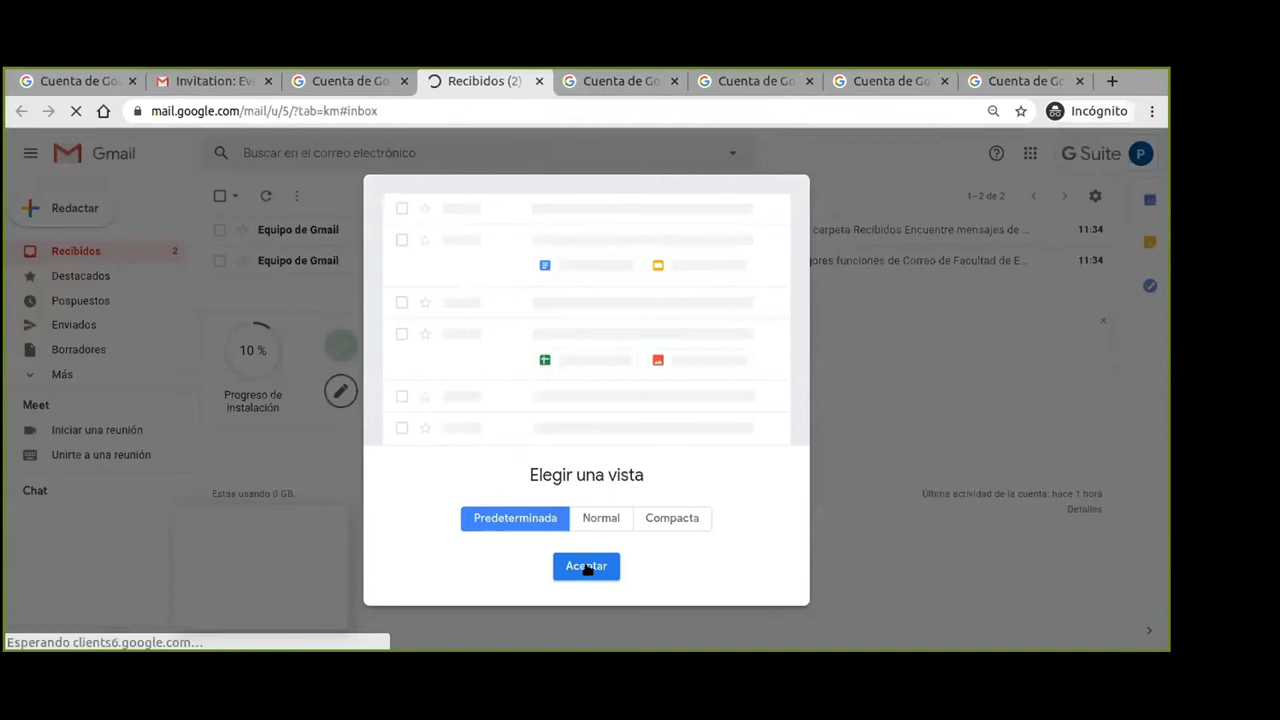 Cuenta de Go
Invitation: Eve
Cuenta de Go
Recibidos (2)
Cuenta de Go
Cuenta de Go
Cuenta de Go
Cuenta de Go
mail.google.com/mail/u/5/?tab=km#inbox
Incógnito
Gmail
Buscar en el correo electrónico
G Suite
P
Redactar
1–2 de 2
Equipo de Gmail
carpeta Recibidos Encuentre mensajes de ...
11:34
Equipo de Gmail
ores funciones de Correo de Facultad de E...
11:34
Recibidos
2
Destacados
Pospuestos
Enviados
Borradores
Más
10 %
Progreso de
instalación
Meet
Iniciar una reunión
Unirte a una reunión
Chat
Estás usando 0 GB.
Última actividad de la cuenta: hace 1 hora
Detalles
Elegir una vista
Predeterminada
Normal
Compacta
Aceptar
Esperando clients6.google.com...